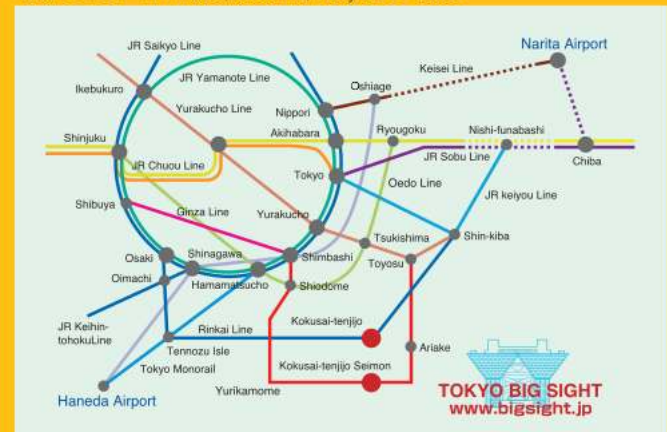 JR Saikyo Line
Narita Airport
JR Yamanote Line
Keisei Line
Ikebukuro
Oshiage
Yurakucho Line
Nippori
Shinjuku
Akihabara
Ryougoku
Nishi-funabashi
JR Chuou Line
JR Sobu Line
Chiba
Tokyo
Oedo Line
JR keiyou Line
Shibuya
Ginza Line
Yurakucho
Tsukishima
Shin-kiba
Osaki
Shinagawa
Shimbashi
Toyosu
Oimachi
Hamamatsucho
Shiodome
JR Keihin-
tohokuLine
Rinkai Line
Kokusai-tenjijo
Tennozu Isle
Ariake
Tokyo Monorail
Kokusai-tenjijo Seimon
Haneda Airport
Yurikamome
TOKYO BIG SIGHT
www.bigsight.jp